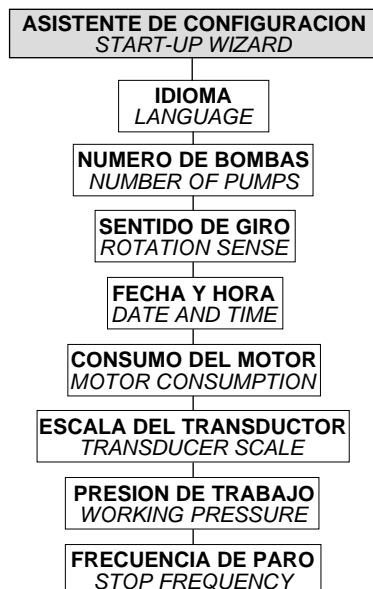 ASISTENTE DE CONFIGURACION
START-UP WIZARD
IDIOMA
LANGUAGE
NUMERO DE BOMBAS
NUMBER OF PUMPS
SENTIDO DE GIRO
ROTATION SENSE
FECHA Y HORA
DATE AND TIME
CONSUMO DEL MOTOR
MOTOR CONSUMPTION
ESCALA DEL TRANSDUCTOR
TRANSDUCER SCALE
PRESION DE TRABAJO
WORKING PRESSURE
FRECUENCIA DE PARO
STOP FREQUENCY